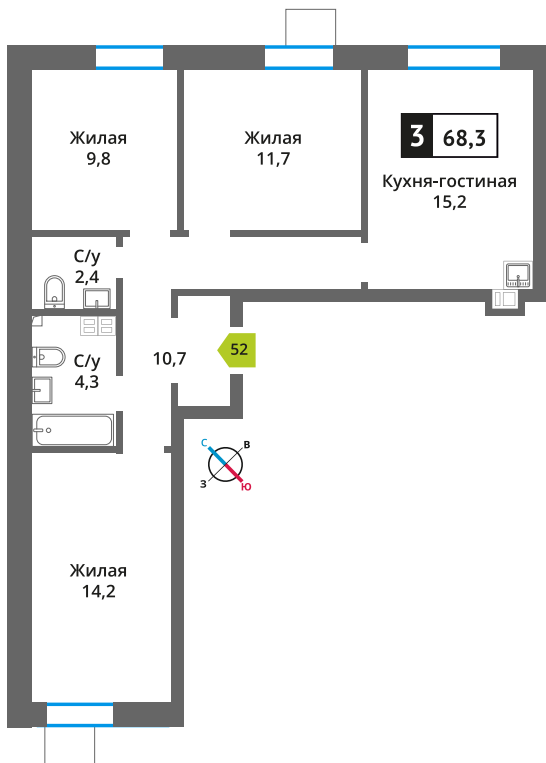 3 68,3
Жилая
9,8
Жилая
11,7
Кухня-гостиная
15,2
С/у
2,4
С/у
4,3
10,7
52
С
В
З
Ю
Жилая
14,2